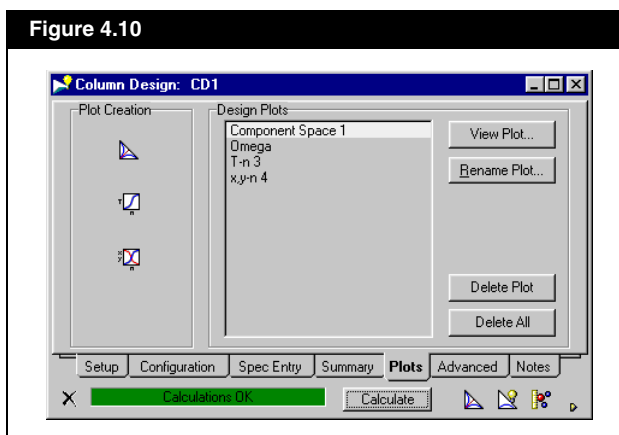 Figure 4.10
Column Design: CD1
Plot Creation
Design Plots
Component Space 1
Omega
T-n 3
x,y-n 4
View Plot...
Rename Plot...
Delete Plot
Delete All
Setup Configuration Spec Entry Summary Plots Advanced Notes
Calculations OK
Calculate